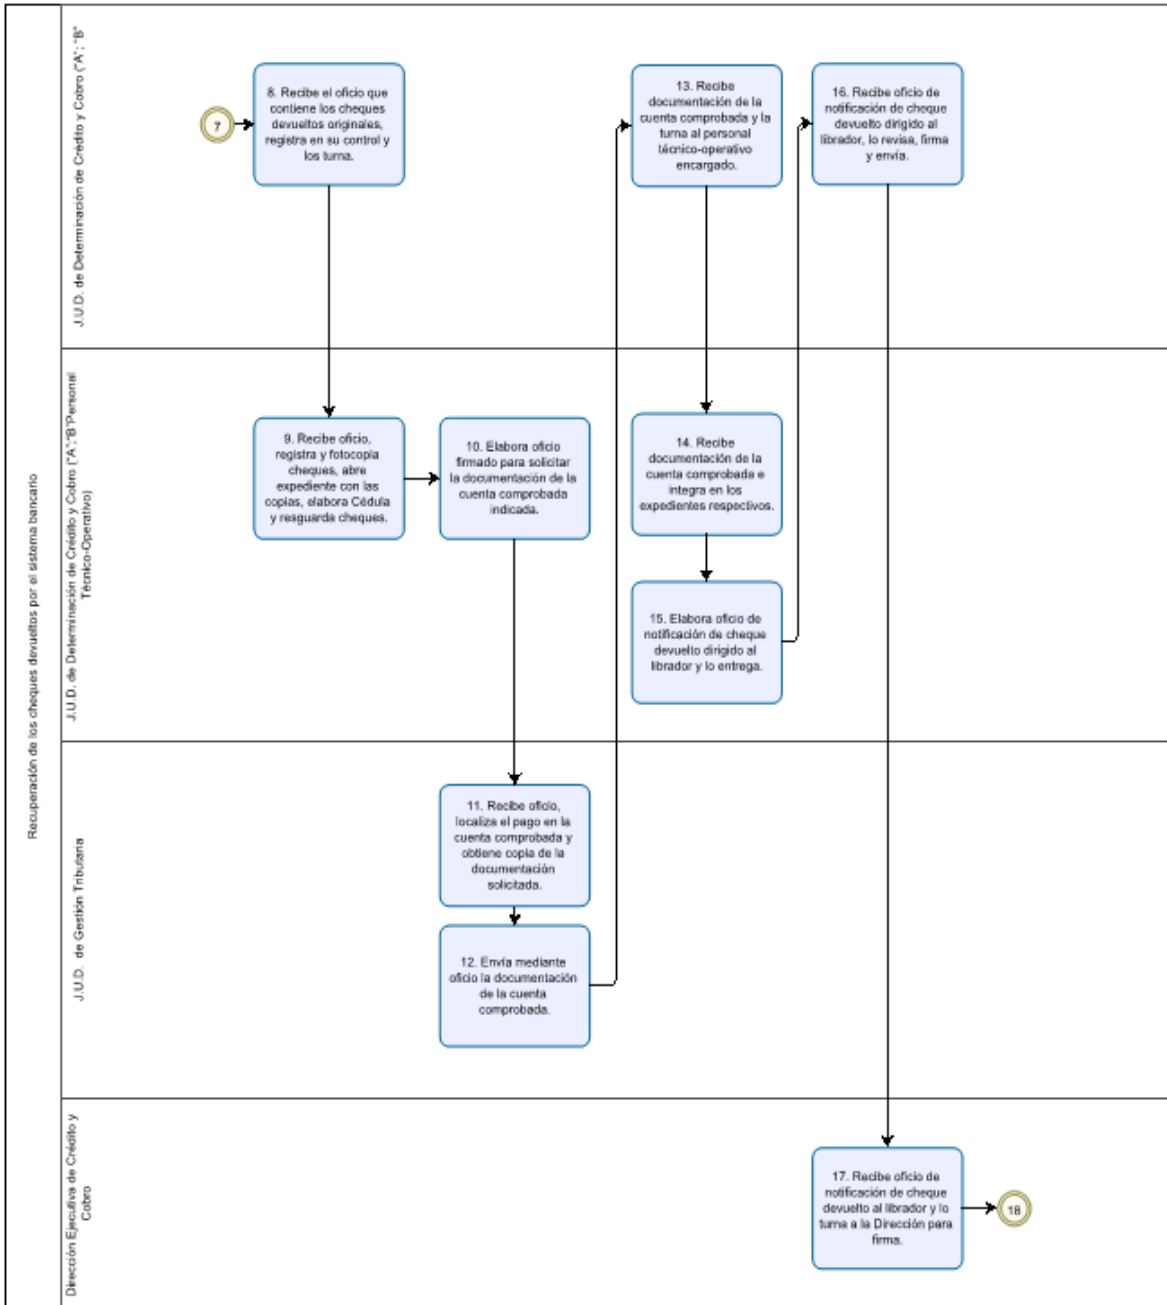 Recuperación de los cheques devueltos por el sistema bancario
J.U.D. de Determinación de Crédito y Cobro ("A"; "B"
7
8. Recibe el oficio que
contiene los cheques
devueltos originales,
registra en su control y
los turna.
13. Recibe
documentación de la
cuenta comprobada y la
turna al personal
técnico-operativo
encargado.
16. Recibe oficio de
notificación de cheque
devuelto dirigido al
librador, lo revisa, firma
y envía.
J.U.D. de Determinación de Crédito y Cobro ("A";"B"Personal
Técnico-Operativo)
9. Recibe oficio,
registra y fotocopia
cheques, abre
expediente con las
copias, elabora Cédula
y resguarda cheques.
10. Elabora oficio
firmado para solicitar
la documentación de la
cuenta comprobada
indicada.
14. Recibe
documentación de la
cuenta comprobada e
integra en los
expedientes respectivos.
15. Elabora oficio de
notificación de cheque
devuelto dirigido al
librador y lo entrega.
J.U.D. de Gestión Tributaria
11. Recibe oficio,
localiza el pago en la
cuenta comprobada y
obtiene copia de la
documentación
solicitada.
12. Envía mediante
oficio la documentación
de la cuenta
comprobada.
Dirección Ejecutiva de Crédito y
Cobro
17. Recibe oficio de
notificación de cheque
devuelto al librador y lo
turna a la Dirección para
firma.
18